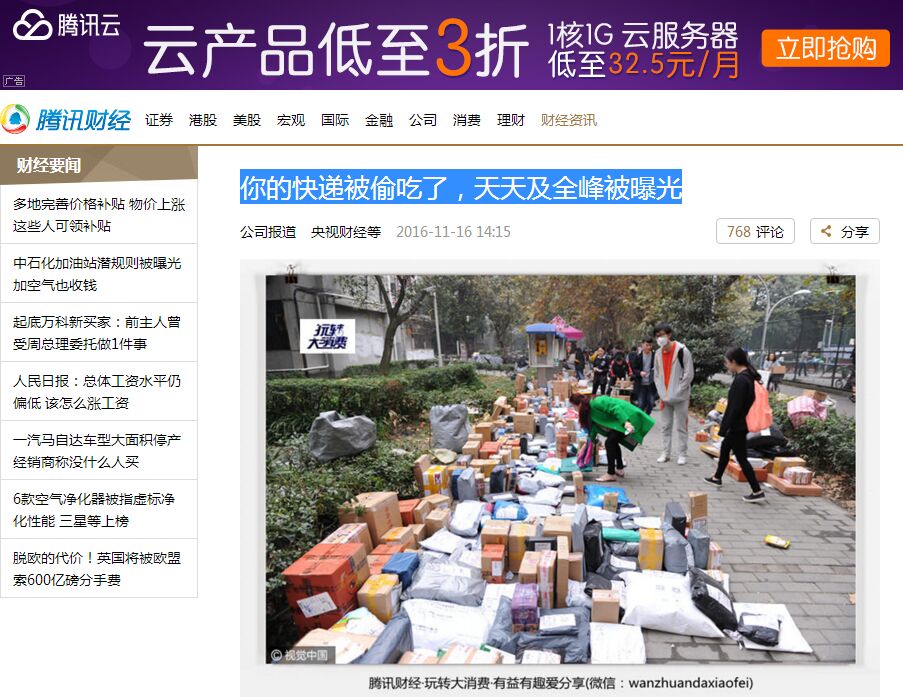 腾讯云
云产品低至3折
1核1G 云服务器
低至32.5元/月
立即抢购
广告
腾讯财经
证券 港股 美股 宏观 国际 金融 公司 消费 理财 财经资讯
财经要闻
多地完善价格补贴 物价上涨
这些人可领补贴
中石化加油站潜规则被曝光
加空气也收钱
起底万科新买家：前主人曾
受周总理委托做1件事
人民日报：总体工资水平仍
偏低 该怎么涨工资
一汽马自达车型大面积停产
经销商称没什么人买
6款空气净化器被指虚标净
化性能 三星等上榜
脱欧的代价！英国将被欧盟
索600亿磅分手费
你的快递被偷吃了，天天及全峰被曝光
公司报道 央视财经等 2016-11-16 14:15
768 评论
分享
玩转
大消费
©视觉中国
腾讯财经·玩转大消费·有益有趣爱分享(微信：wanzhuandaxiaofei)